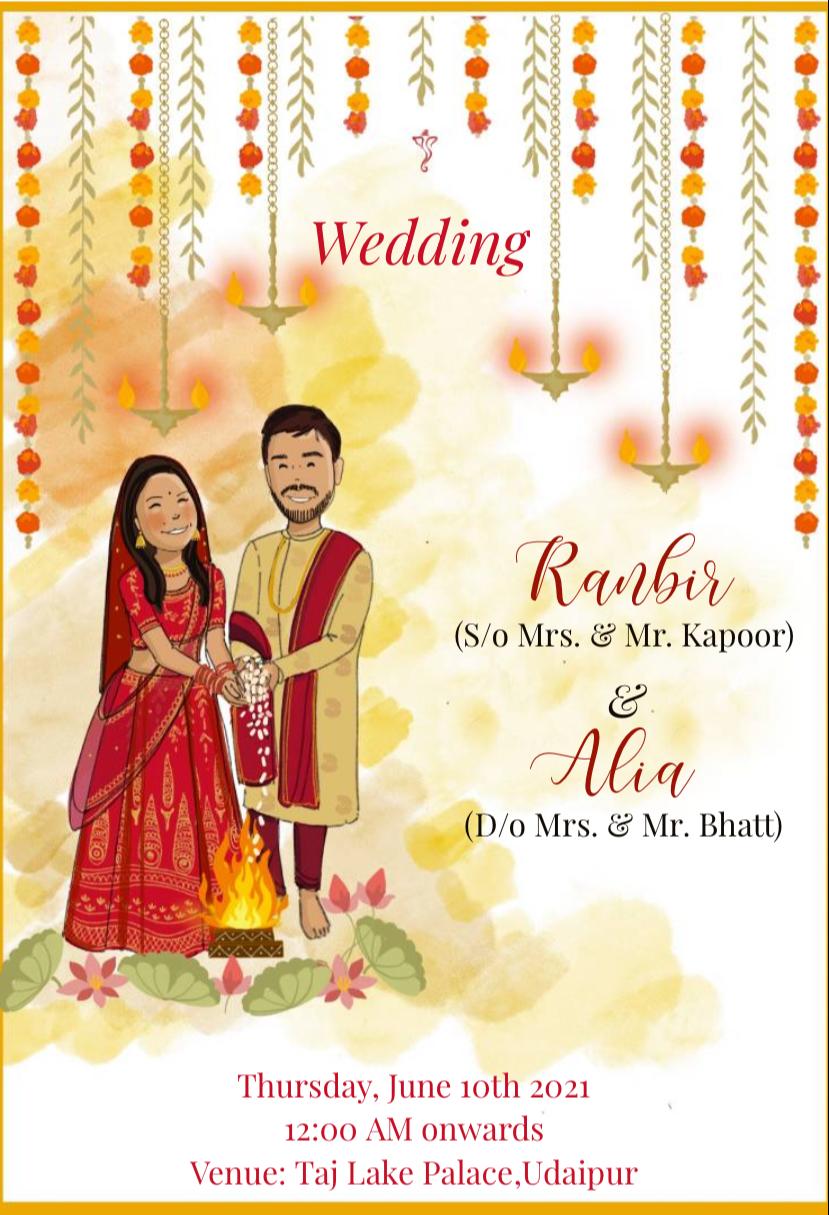 Wedding
Ranbir
(S/o Mrs. & Mr. Kapoor)
&
Alia
(D/o Mrs. & Mr. Bhatt)
Thursday, June 10th 2021
12:00 AM onwards
Venue: Taj Lake Palace,Udaipur